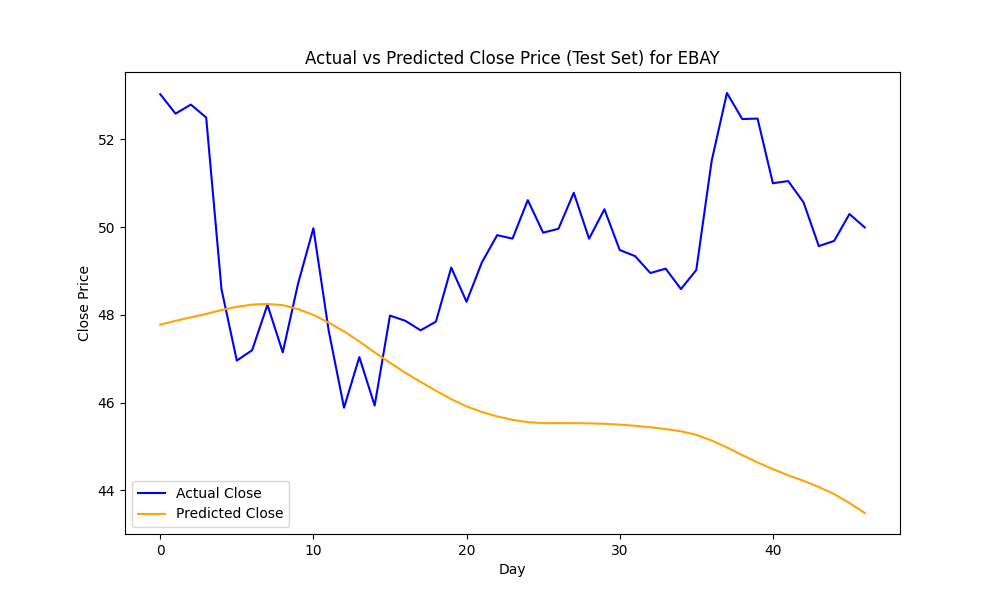 Actual vs Predicted Close Price (Test Set) for EBAY
Close Price
52
50
48
46
44
Actual Close
Predicted Close
0 10 20 30 40
Day